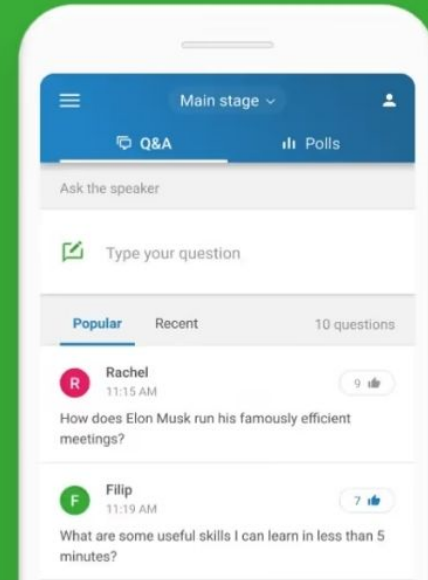 Main stage
Q&A Polls
Ask the speaker
Type your question
Popular Recent 10 questions
R Rachel
11:15 AM
9
How does Elon Musk run his famously efficient
meetings?
F Filip
11:19 AM
7
What are some useful skills I can learn in less than 5
minutes?